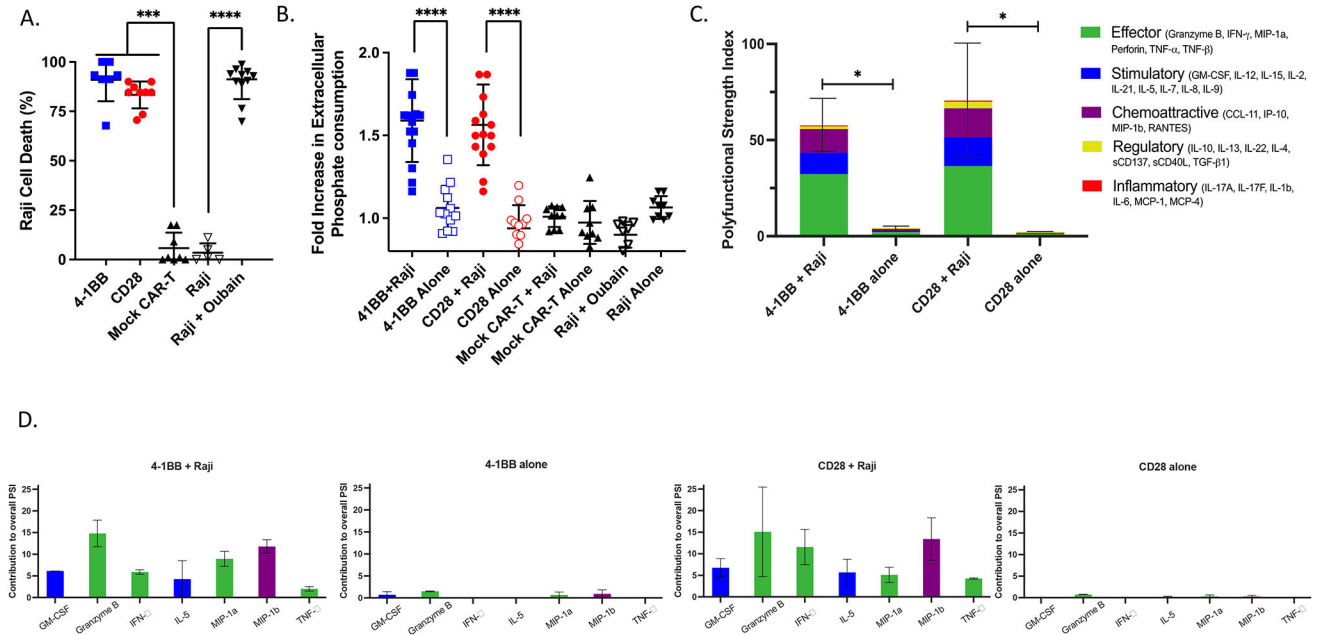 A.
***
****
Raji Cell Death (%)
100
75
50
25
0
4-1BB
CD28
Mock CAR-T
Raji
Raji + Oubain
B.
****
****
Fold Increase in Extracellular
Phosphate consumption
2.0
1.5
1.0
41BB+Raji
4-1BB Alone
CD28 + Raji
CD28 Alone
Mock CAR-T + Raji
Mock CAR-T Alone
Raji + Oubain
Raji Alone
C.
*
*
Polyfunctional Strength Index
100
50
0
4-1BB + Raji
4-1BB alone
CD28 + Raji
CD28 alone
Effector (Granzyme B, IFN-γ, MIP-1a,
Perforin, TNF-α, TNF-β)
Stimulatory (GM-CSF, IL-12, IL-15, IL-2,
IL-21, IL-5, IL-7, IL-8, IL-9)
Chemoattractive (CCL-11, IP-10,
MIP-1b, RANTES)
Regulatory (IL-10, IL-13, IL-22, IL-4,
sCD137, sCD40L, TGF-β1)
Inflammatory (IL-17A, IL-17F, IL-1b,
IL-6, MCP-1, MCP-4)
D.
4-1BB + Raji
Contribution to overall PSI
25
20
15
10
5
0
GM-CSF
Granzyme B
IFN-□
IL-5
MIP-1a
MIP-1b
TNF-□
4-1BB alone
Contribution to overall PSI
25
20
15
10
5
0
GM-CSF
Granzyme B
IFN-□
IL-5
MIP-1a
MIP-1b
TNF-□
CD28 + Raji
Contribution to overall PSI
25
20
15
10
5
0
GM-CSF
Granzyme B
IFN-□
IL-5
MIP-1a
MIP-1b
TNF-□
CD28 alone
Contribution to overall PSI
25
20
15
10
5
0
GM-CSF
Granzyme B
IFN-□
IL-5
MIP-1a
MIP-1b
TNF-□